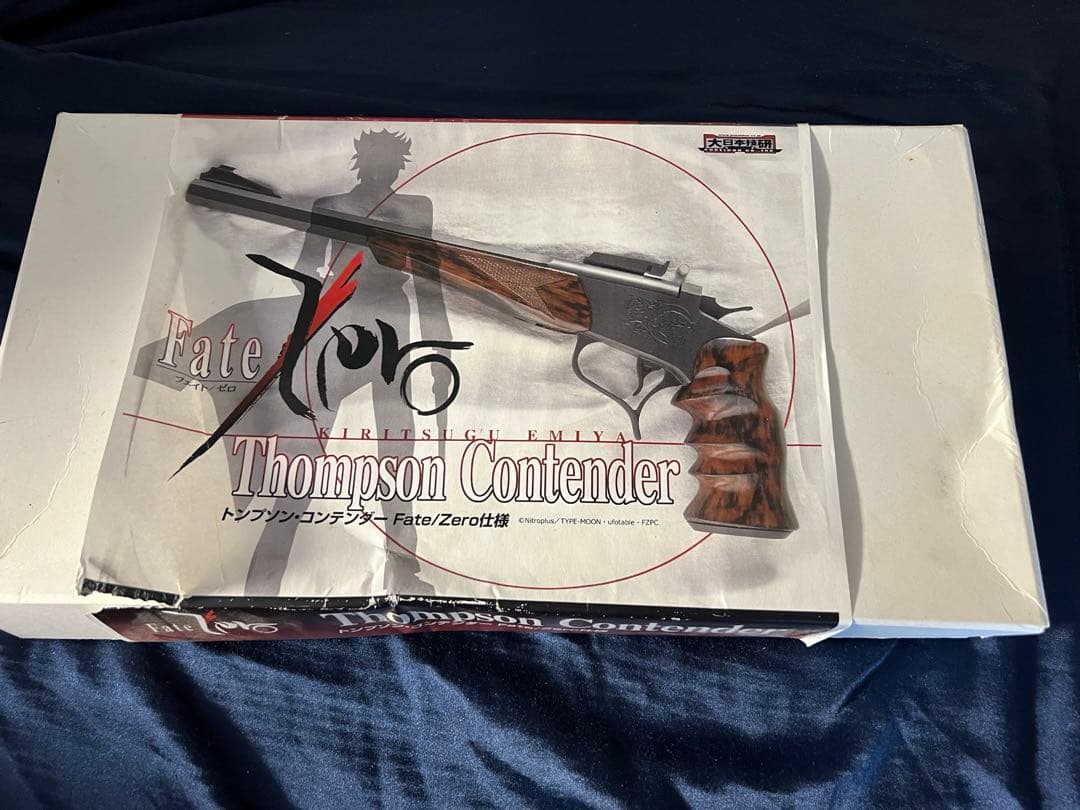 大日本技研
Fate
Zero
フェイト/ゼロ
KIRITSUGU EMIYA
Thompson Contender
トンプソン・コンテンダー Fate/Zero仕様
©Nitroplus/TYPE-MOON・ufotable・FZPC
Fate Zero
Thompson Contender